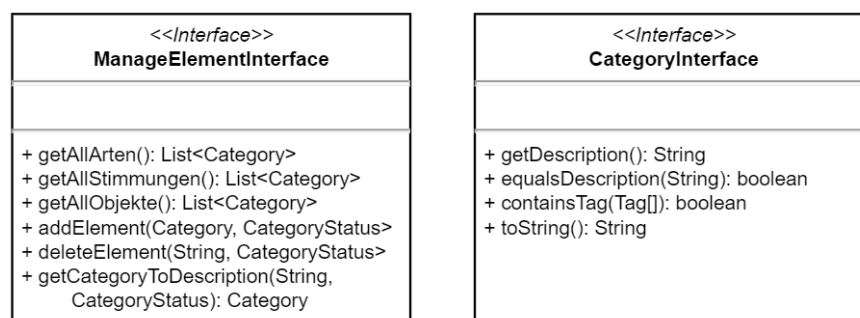 <<Interface>>
ManageElementInterface
+ getAllArten(): List<Category>
+ getAllStimmungen(): List<Category>
+ getAllObjekte(): List<Category>
+ addElement(Category, CategoryStatus>
+ deleteElement(String, CategoryStatus>
+ getCategoryToDescription(String,
CategoryStatus): Category
<<Interface>>
CategoryInterface
+ getDescription(): String
+ equalsDescription(String): boolean
+ containsTag(Tag[]): boolean
+ toString(): String